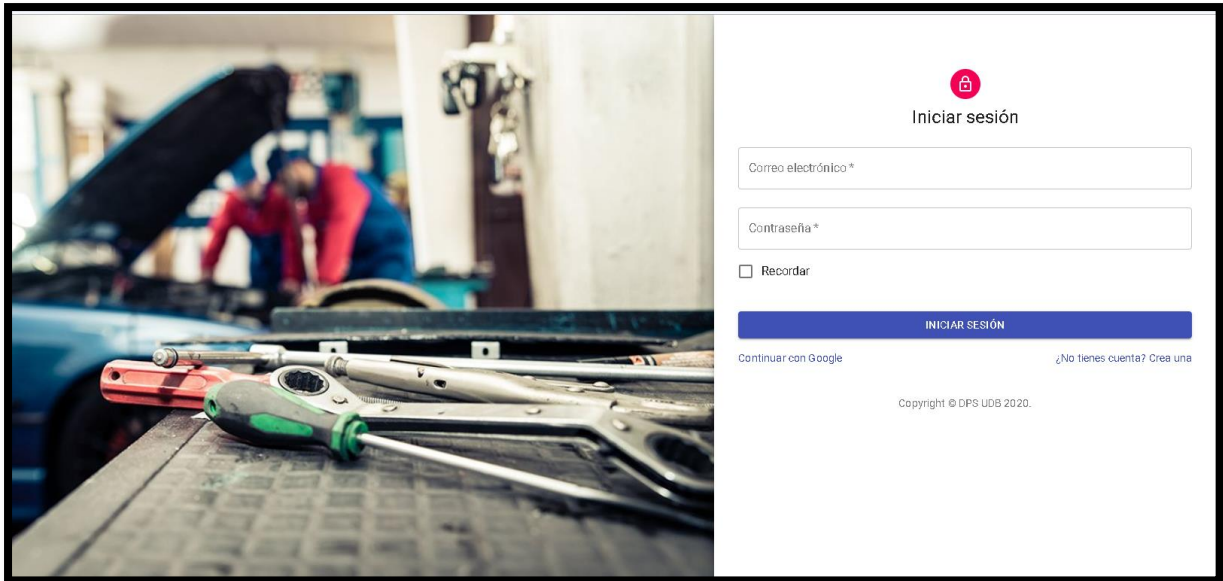 Iniciar sesión
Correo electrónico *
Contraseña *
Recordar
INICIAR SESIÓN
Continuar con Google
¿No tienes cuenta? Crea una
Copyright © DPS UDB 2020.